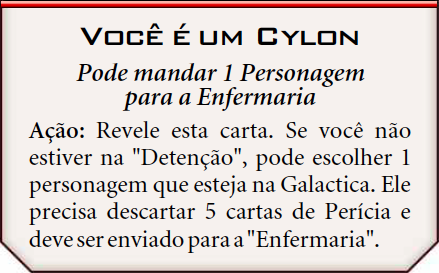 Você é um Cylon
Pode mandar 1 Personagem
para a Enfermaria
Ação: Revele esta carta. Se você não
estiver na "Detenção", pode escolher 1
personagem que esteja na Galactica. Ele
precisa descartar 5 cartas de Perícia e
deve ser enviado para a "Enfermaria".